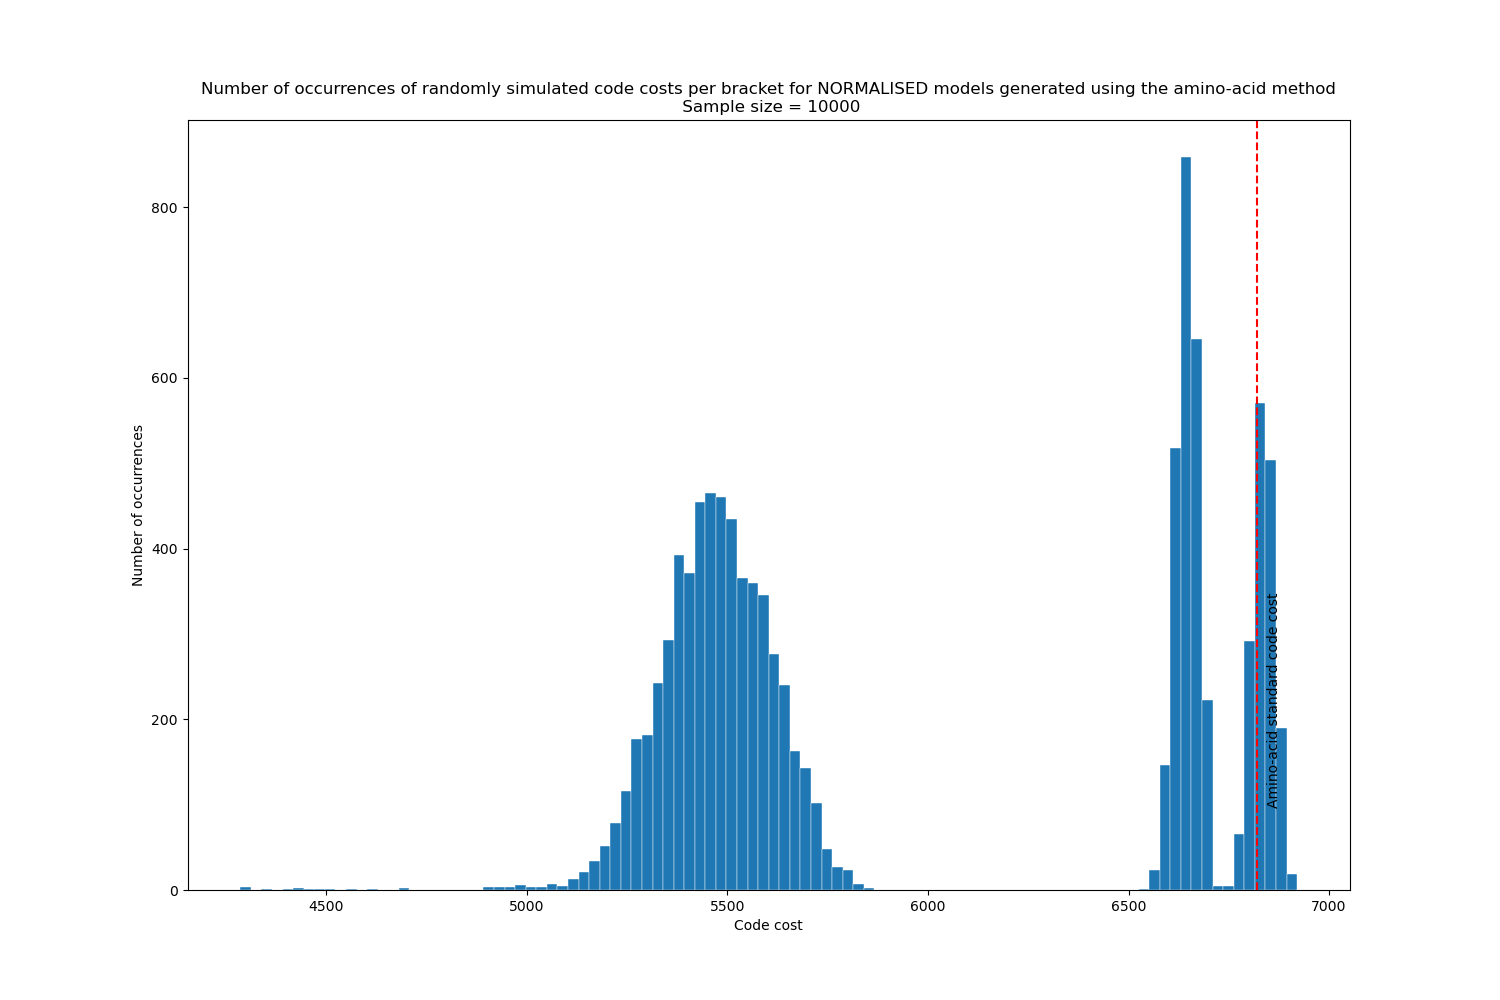 Number of occurrences of randomly simulated code costs per bracket for NORMALISED models generated using the amino-acid method
Sample size = 10000
800
600
400
200
0
Number of occurrences
Amino-acid standard code cost
4500
5000
5500
6000
6500
7000
Code cost